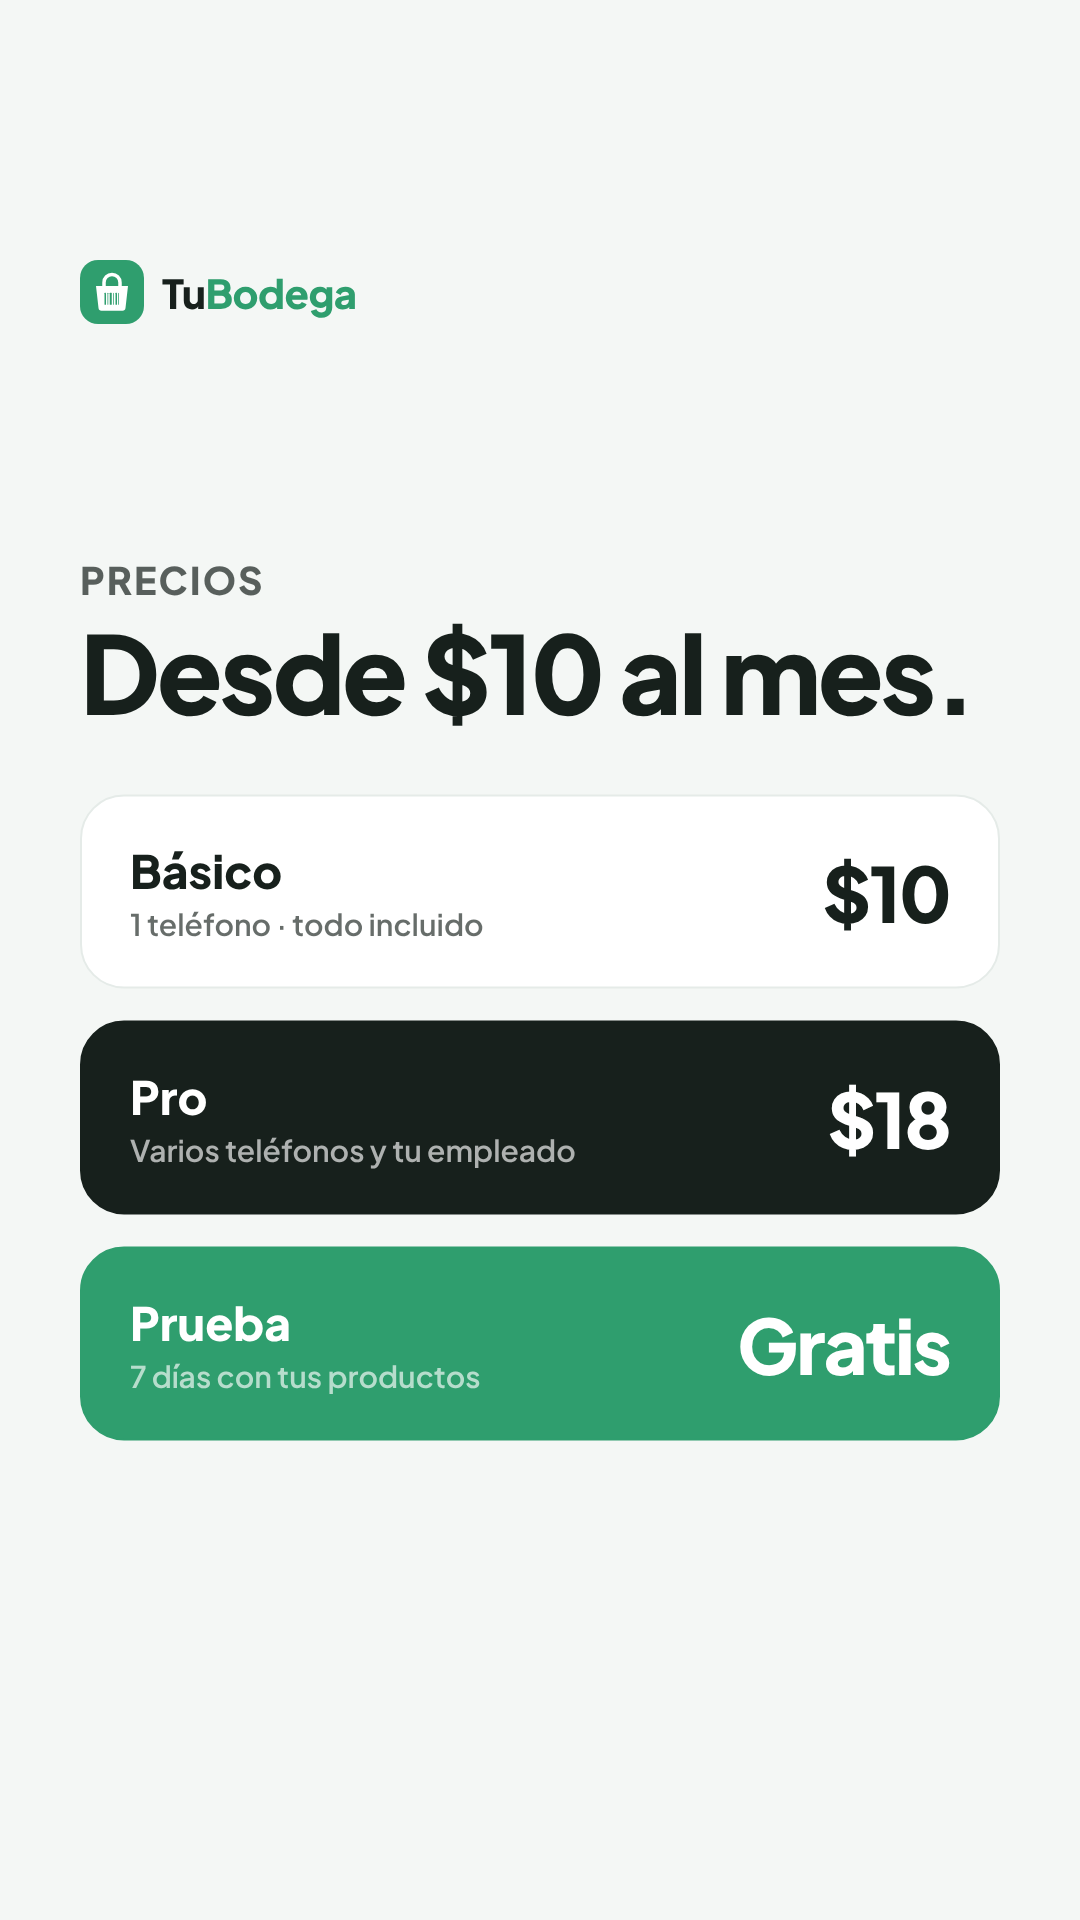 TuBodega
PRECIOS
Desde $10 al mes.
Básico
1 teléfono · todo incluido
$10
Pro
Varios teléfonos y tu empleado
$18
Prueba
7 días con tus productos
Gratis